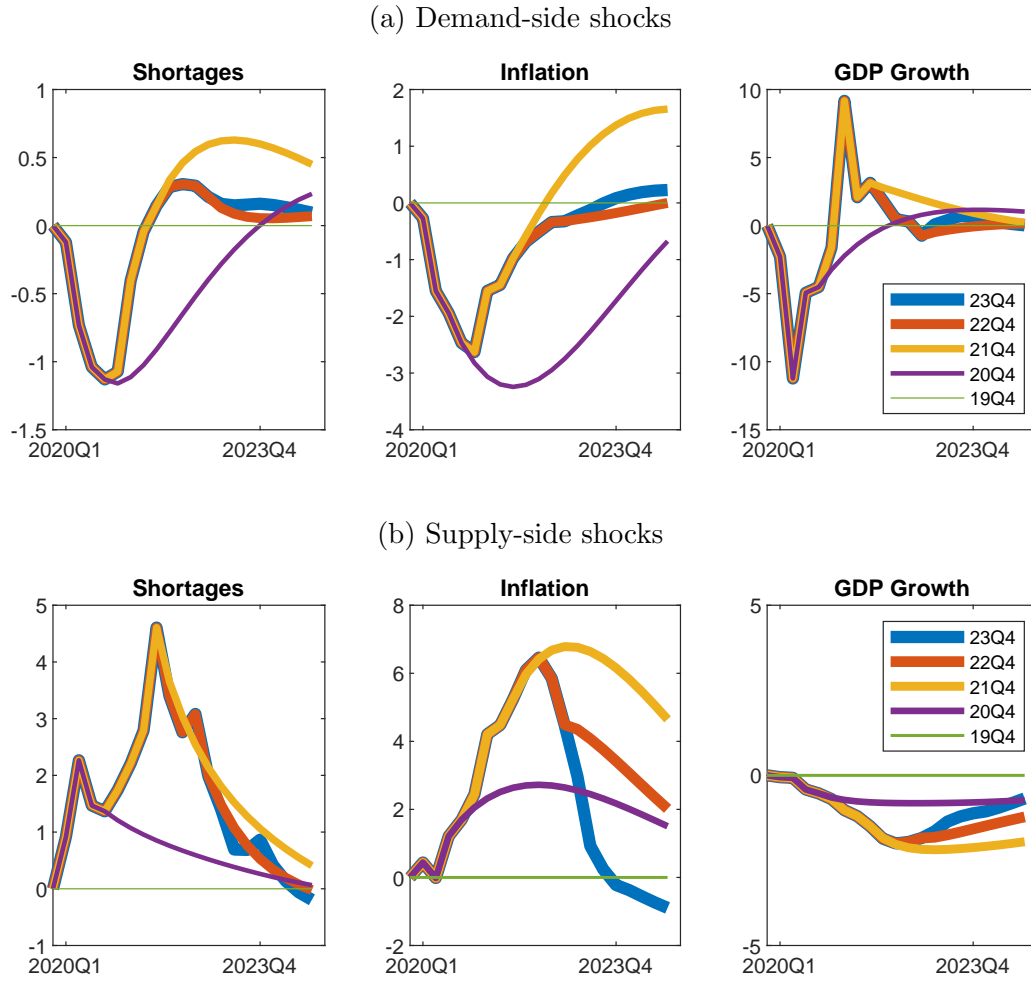 (a) Demand-side shocks
Shortages
Inflation
GDP Growth
1
0.5
0
-0.5
-1
-1.5
2020Q1
2023Q4
2
1
0
-1
-2
-3
-4
2020Q1
2023Q4
10
5
0
-5
-10
-15
2020Q1
2023Q4
23Q4
22Q4
21Q4
20Q4
19Q4
(b) Supply-side shocks
Shortages
Inflation
GDP Growth
5
4
3
2
1
0
-1
2020Q1
2023Q4
8
6
4
2
0
-2
2020Q1
2023Q4
5
0
-5
2020Q1
2023Q4
23Q4
22Q4
21Q4
20Q4
19Q4